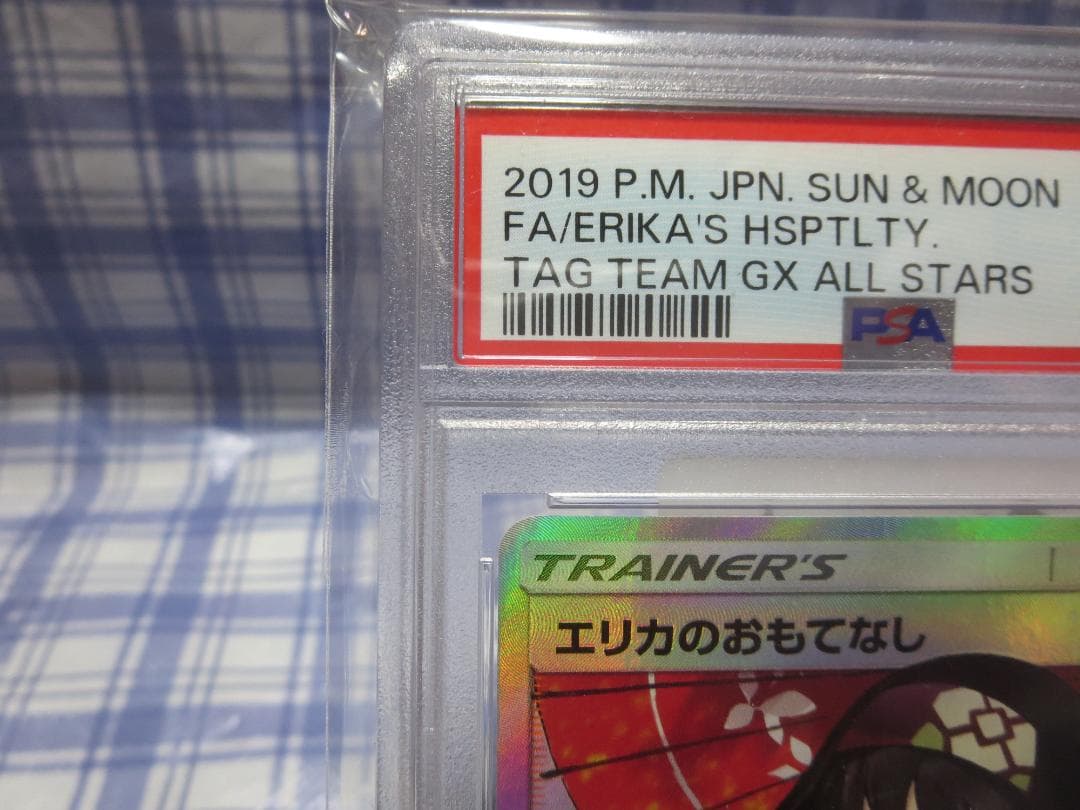 2019 P.M. JPN. SUN & MOON
FA/ERIKA'S HSPTLTY.
TAG TEAM GX ALL STARS
PSA
TRAINER'S
エリカのおもてなし